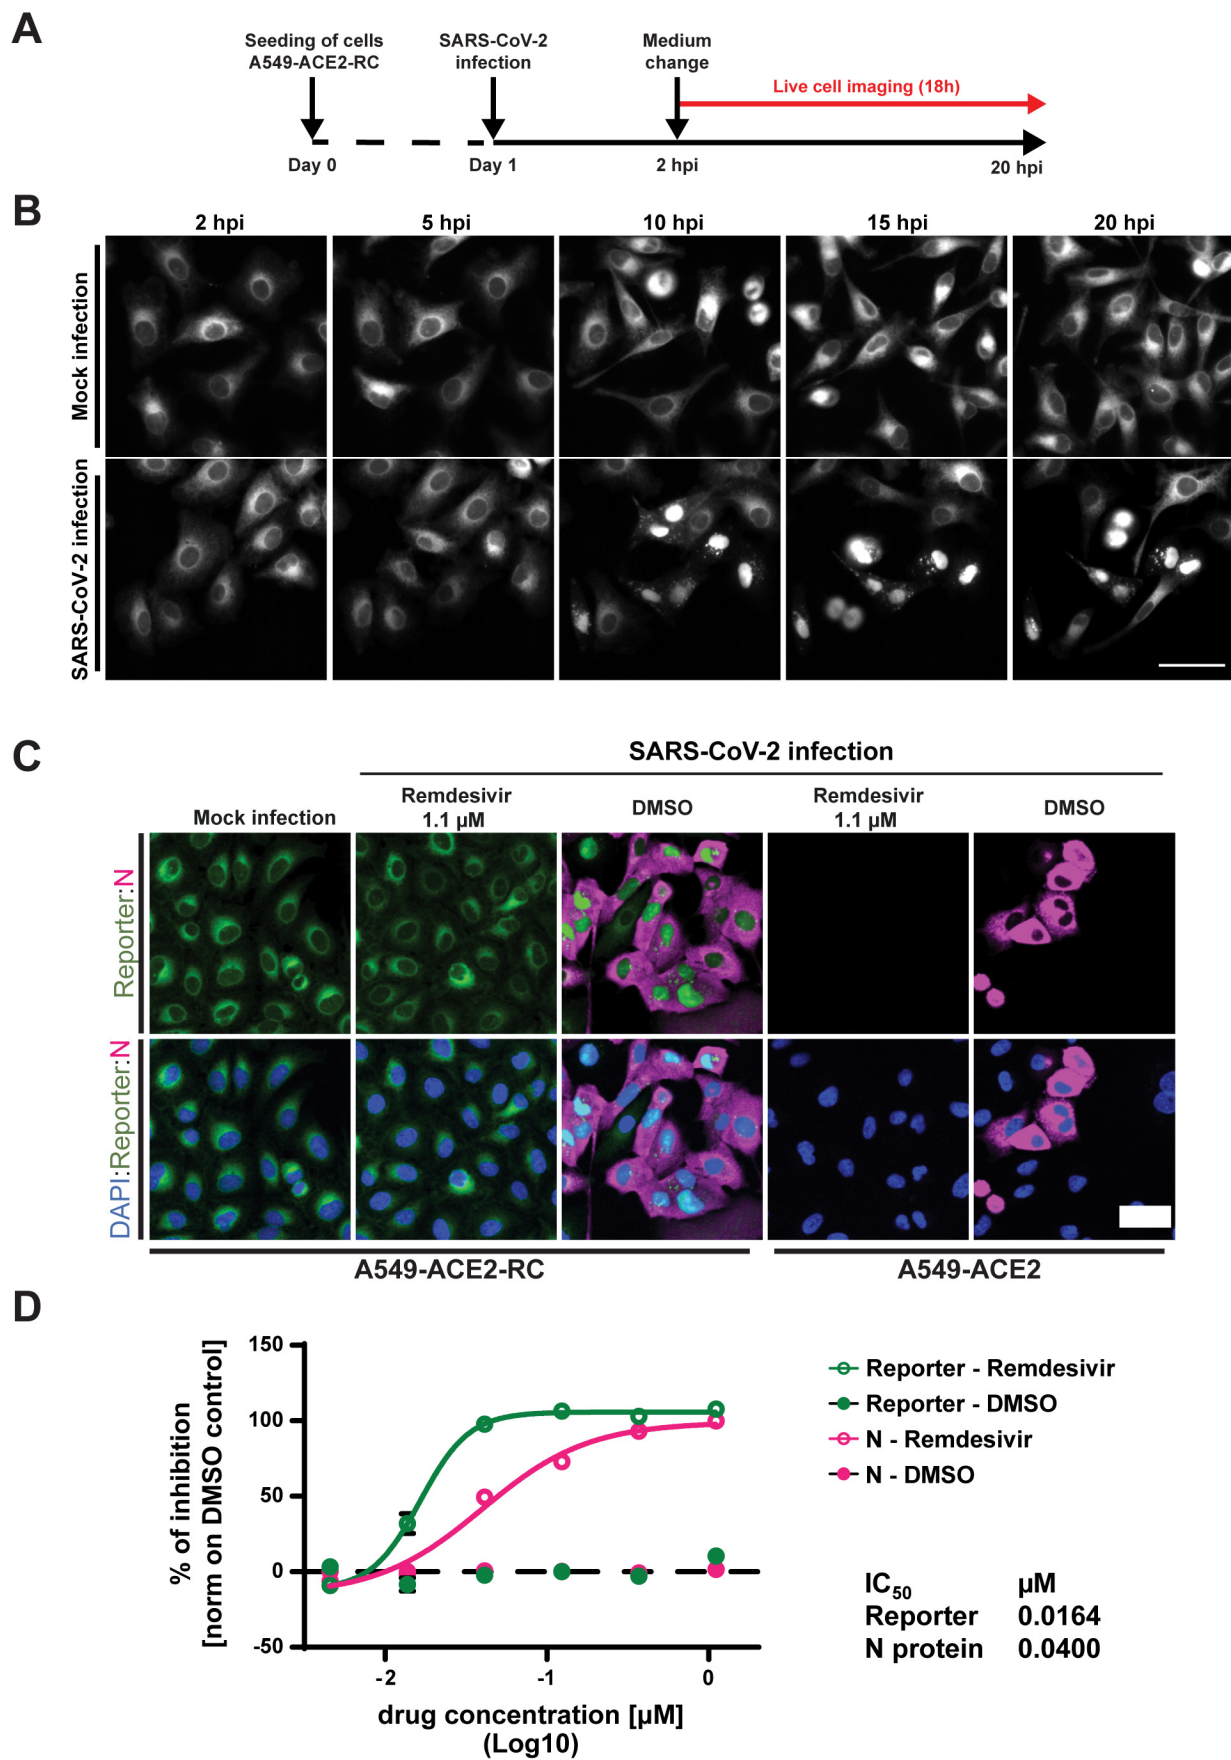 A
Seeding of cells
A549-ACE2-RC
SARS-CoV-2
infection
Medium
change
Live cell imaging (18h)
Day 0
Day 1
2 hpi
20 hpi
B
2 hpi
5 hpi
10 hpi
15 hpi
20 hpi
Mock infection
SARS-CoV-2 infection
C
SARS-CoV-2 infection
Mock infection
Remdesivir
1.1 µM
DMSO
Remdesivir
1.1 µM
DMSO
Reporter:N
DAPI:Reporter:N
A549-ACE2-RC
A549-ACE2
D
% of inhibition
[norm on DMSO control]
150
100
50
0
-50
-2
-1
0
drug concentration [µM]
(Log10)
Reporter - Remdesivir
Reporter - DMSO
N - Remdesivir
N - DMSO
IC50 µM
Reporter 0.0164
N protein 0.0400